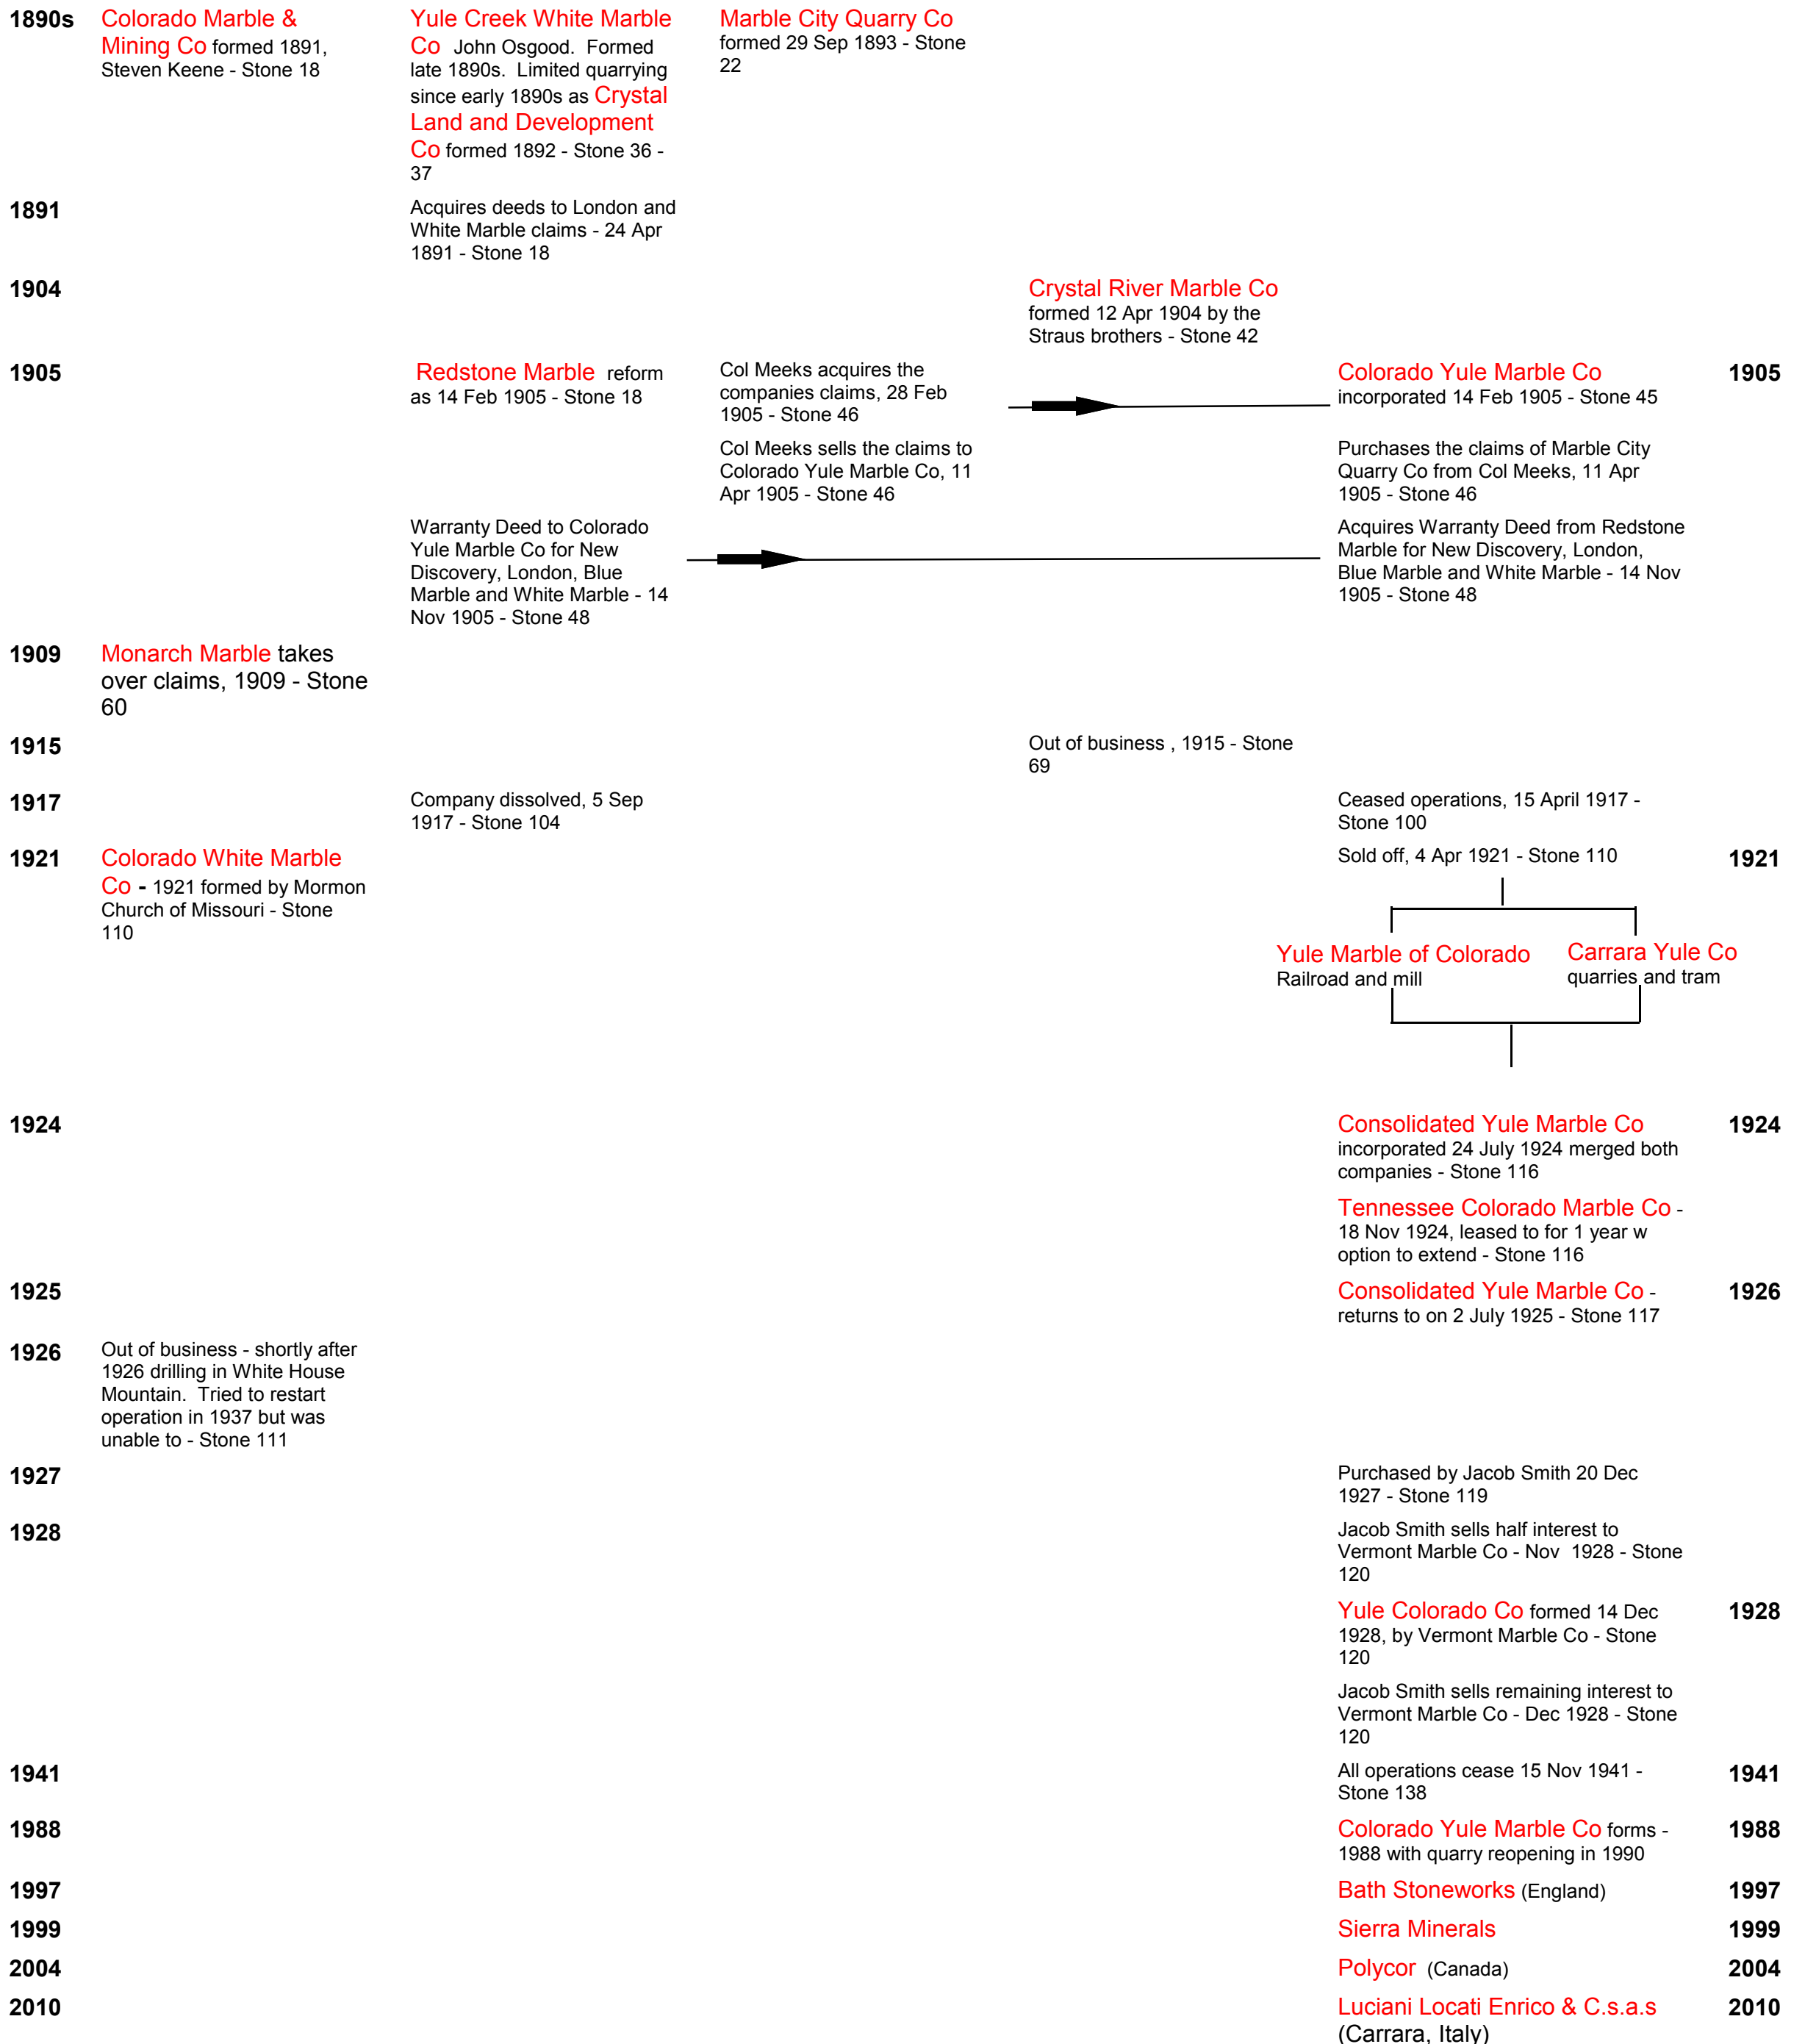 1890s
Colorado Marble &
Mining Co formed 1891,
Steven Keene - Stone 18
Yule Creek White Marble
Co John Osgood. Formed
late 1890s. Limited quarrying
since early 1890s as Crystal
Land and Development
Co formed 1892 - Stone 36 -
37
Marble City Quarry Co
formed 29 Sep 1893 - Stone
22
1891
Acquires deeds to London and
White Marble claims - 24 Apr
1891 - Stone 18
1904
Crystal River Marble Co
formed 12 Apr 1904 by the
Straus brothers - Stone 42
1905
Redstone Marble reform
as 14 Feb 1905 - Stone 18
Col Meeks acquires the
companies claims, 28 Feb
1905 - Stone 46
Colorado Yule Marble Co
incorporated 14 Feb 1905 - Stone 45
1905
Col Meeks sells the claims to
Colorado Yule Marble Co, 11
Apr 1905 - Stone 46
Purchases the claims of Marble City
Quarry Co from Col Meeks, 11 Apr
1905 - Stone 46
Warranty Deed to Colorado
Yule Marble Co for New
Discovery, London, Blue
Marble and White Marble - 14
Nov 1905 - Stone 48
Acquires Warranty Deed from Redstone
Marble for New Discovery, London,
Blue Marble and White Marble - 14 Nov
1905 - Stone 48
1909
Monarch Marble takes
over claims, 1909 - Stone
60
1915
Out of business , 1915 - Stone
69
1917
Company dissolved, 5 Sep
1917 - Stone 104
Ceased operations, 15 April 1917 -
Stone 100
1921
Colorado White Marble
Co - 1921 formed by Mormon
Church of Missouri - Stone
110
Sold off, 4 Apr 1921 - Stone 110
1921
Yule Marble of Colorado
Railroad and mill
Carrara Yule Co
quarries and tram
1924
Consolidated Yule Marble Co
incorporated 24 July 1924 merged both
companies - Stone 116
1924
Tennessee Colorado Marble Co -
18 Nov 1924, leased to for 1 year w
option to extend - Stone 116
1925
Consolidated Yule Marble Co -
returns to on 2 July 1925 - Stone 117
1926
1926
Out of business - shortly after
1926 drilling in White House
Mountain. Tried to restart
operation in 1937 but was
unable to - Stone 111
1927
Purchased by Jacob Smith 20 Dec
1927 - Stone 119
1928
Jacob Smith sells half interest to
Vermont Marble Co - Nov 1928 - Stone
120
Yule Colorado Co formed 14 Dec
1928, by Vermont Marble Co - Stone
120
1928
Jacob Smith sells remaining interest to
Vermont Marble Co - Dec 1928 - Stone
120
1941
All operations cease 15 Nov 1941 -
Stone 138
1941
1988
Colorado Yule Marble Co forms -
1988 with quarry reopening in 1990
1988
1997
Bath Stoneworks (England)
1997
1999
Sierra Minerals
1999
2004
Polycor (Canada)
2004
2010
Luciani Locati Enrico & C.s.a.s
(Carrara, Italy)
2010